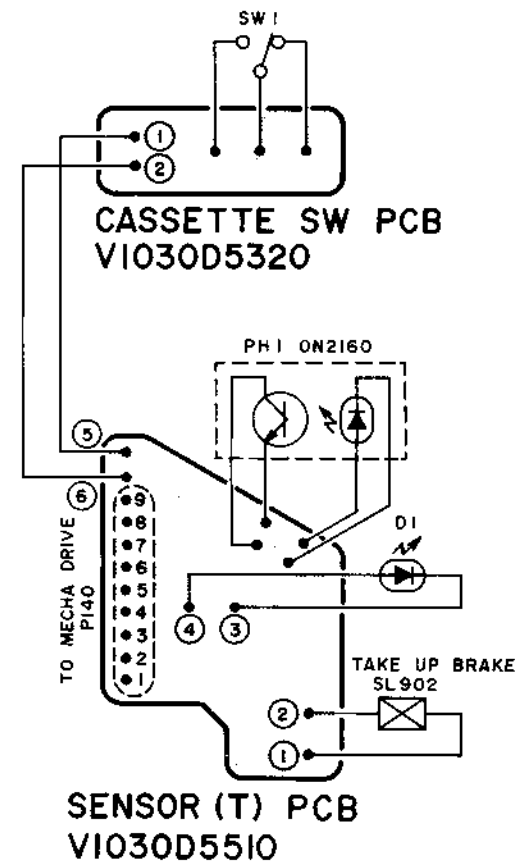 SW1
1
2
CASSETTE SW PCB
V1030D5320
PH1 ON2160
5
6
9
8
7
6
5
4
3
2
1
TO MECHA DRIVE
P140
D1
4
3
TAKE UP BRAKE
SL902
2
1
SENSOR (T) PCB
V1030D5510